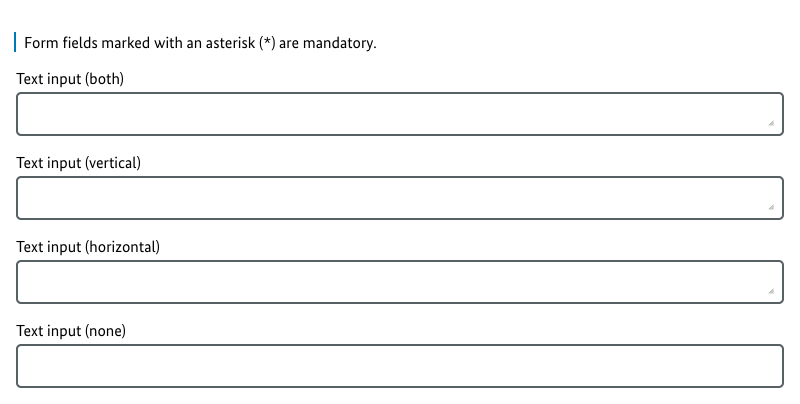 Form fields marked with an asterisk (*) are mandatory.
Text input (both)
Text input (vertical)
Text input (horizontal)
Text input (none)